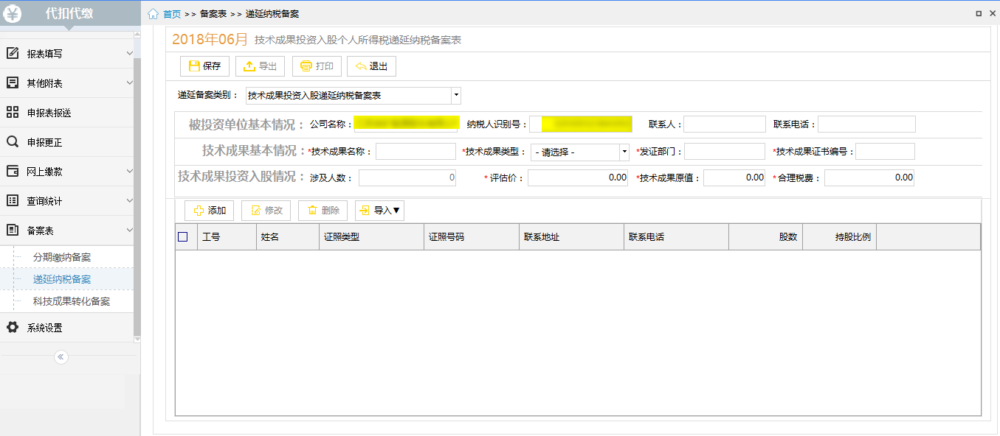 代扣代缴
首页 >> 备案表 >> 递延纳税备案
报表填写
其他附表
申报表报送
申报更正
网上缴款
查询统计
备案表
分期缴纳备案
递延纳税备案
科技成果转化备案
系统设置
2018年06月 技术成果投资入股个人所得税递延纳税备案表
保存 导出 打印 退出
递延备案类别： 技术成果投资入股递延纳税备案表
被投资单位基本情况： 公司名称： 纳税人识别号： 联系人： 联系电话：
技术成果基本情况： *技术成果名称： *技术成果类型： - 请选择 - *发证部门： *技术成果证书编号：
技术成果投资入股情况： 涉及人数： 0 *评估价： 0.00 *技术成果原值： 0.00 *合理税费： 0.00
添加 修改 删除 导入▼
工号 姓名 证照类型 证照号码 联系地址 联系电话 股数 持股比例